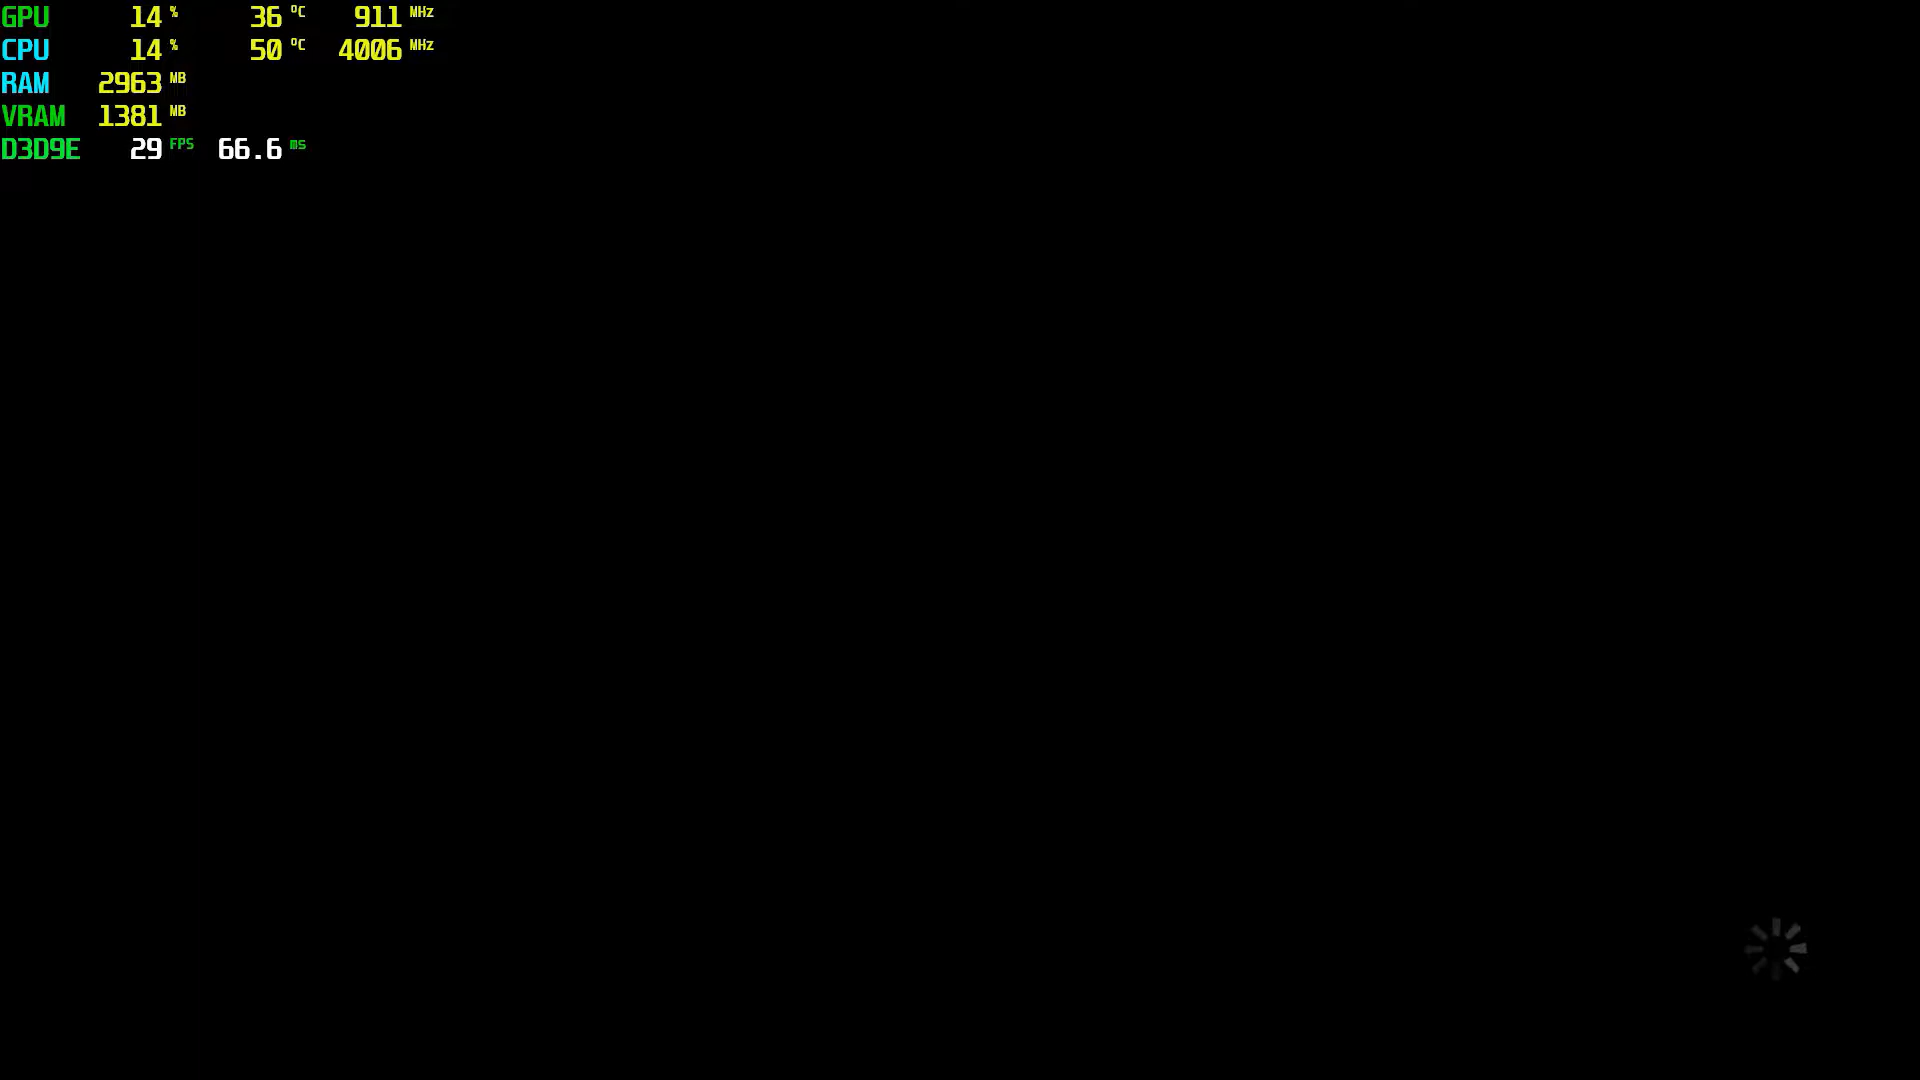 GPU 14 % 36 °C 911 MHz
CPU 14 % 50 °C 4006 MHz
RAM 2963 MB
VRAM 1381 MB
D3D9E 29 FPS 66.6 ms